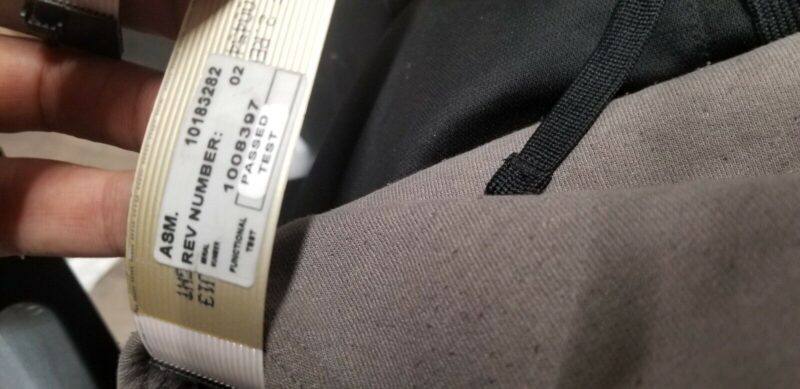 ASM. 10183282
REV NUMBER: 02
SERIAL NUMBER 1008397
FUNCTIONAL TEST PASSED TEST